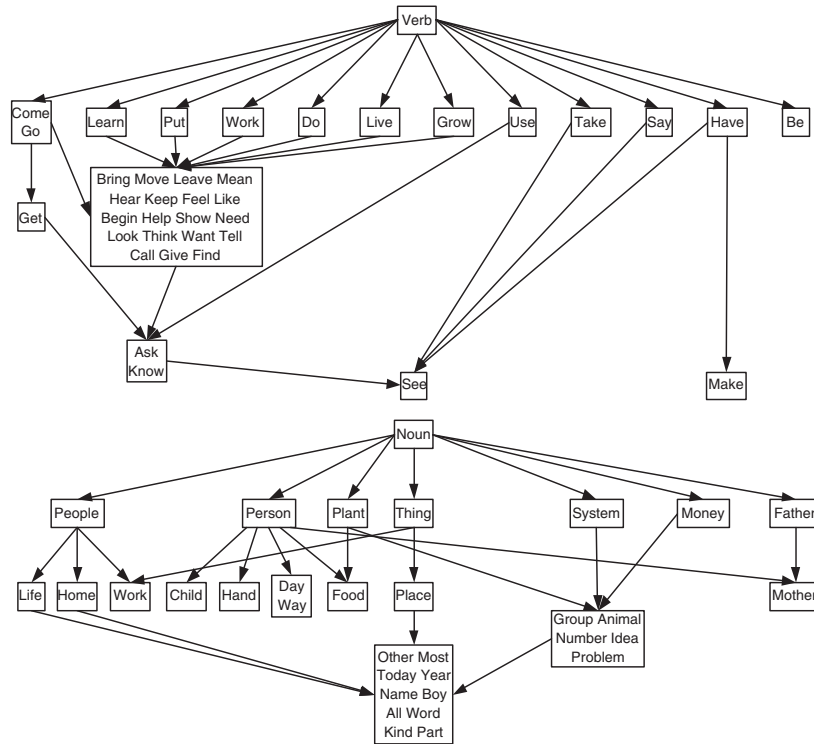 Verb
Come
Go
Learn
Put
Work
Do
Live
Grow
Use
Take
Say
Have
Be
Bring Move Leave Mean
Hear Keep Feel Like
Begin Help Show Need
Look Think Want Tell
Call Give Find
Get
Ask
Know
See
Make
Noun
People
Person
Plant
Thing
System
Money
Father
Life
Home
Work
Child
Hand
Day
Way
Food
Place
Mother
Group Animal
Number Idea
Problem
Other Most
Today Year
Name Boy
All Word
Kind Part